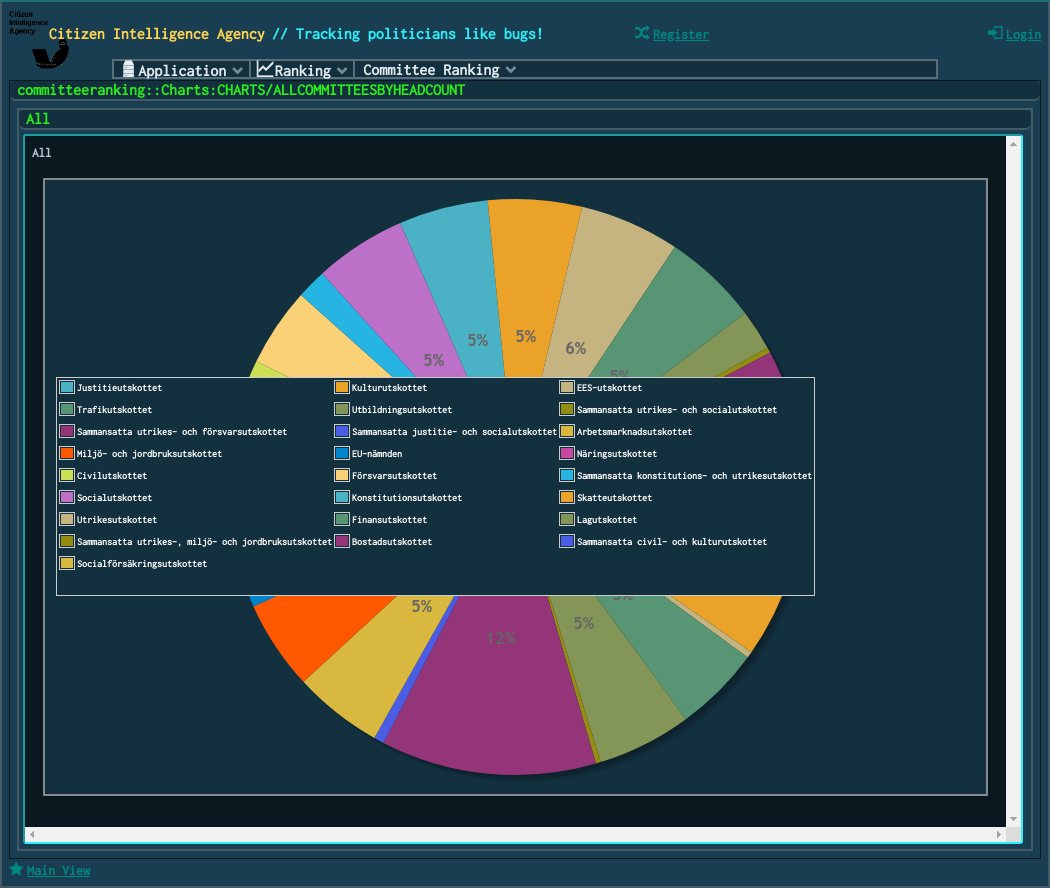 Citizen
Intelligence
Agency
Citizen Intelligence Agency // Tracking politicians like bugs!
Register
Login
Application
Ranking
Committee Ranking
committeeranking::Charts:CHARTS/ALLCOMMITTEESBYHEADCOUNT
All
All
5%
5%
6%
5%
5%
Justitieutskottet
Kulturutskottet
EES-utskottet
Trafikutskottet
Utbildningsutskottet
Sammansatta utrikes- och socialutskottet
Sammansatta utrikes- och försvarsutskottet
Sammansatta justitie- och socialutskottet
Arbetsmarknadsutskottet
Miljö- och jordbruksutskottet
EU-nämnden
Näringsutskottet
Civilutskottet
Försvarsutskottet
Sammansatta konstitutions- och utrikesutskottet
Socialutskottet
Konstitutionsutskottet
Skatteutskottet
Utrikesutskottet
Finansutskottet
Lagutskottet
Sammansatta utrikes-, miljö- och jordbruksutskottet
Bostadsutskottet
Sammansatta civil- och kulturutskottet
Socialförsäkringsutskottet
5%
5%
12%
Main View